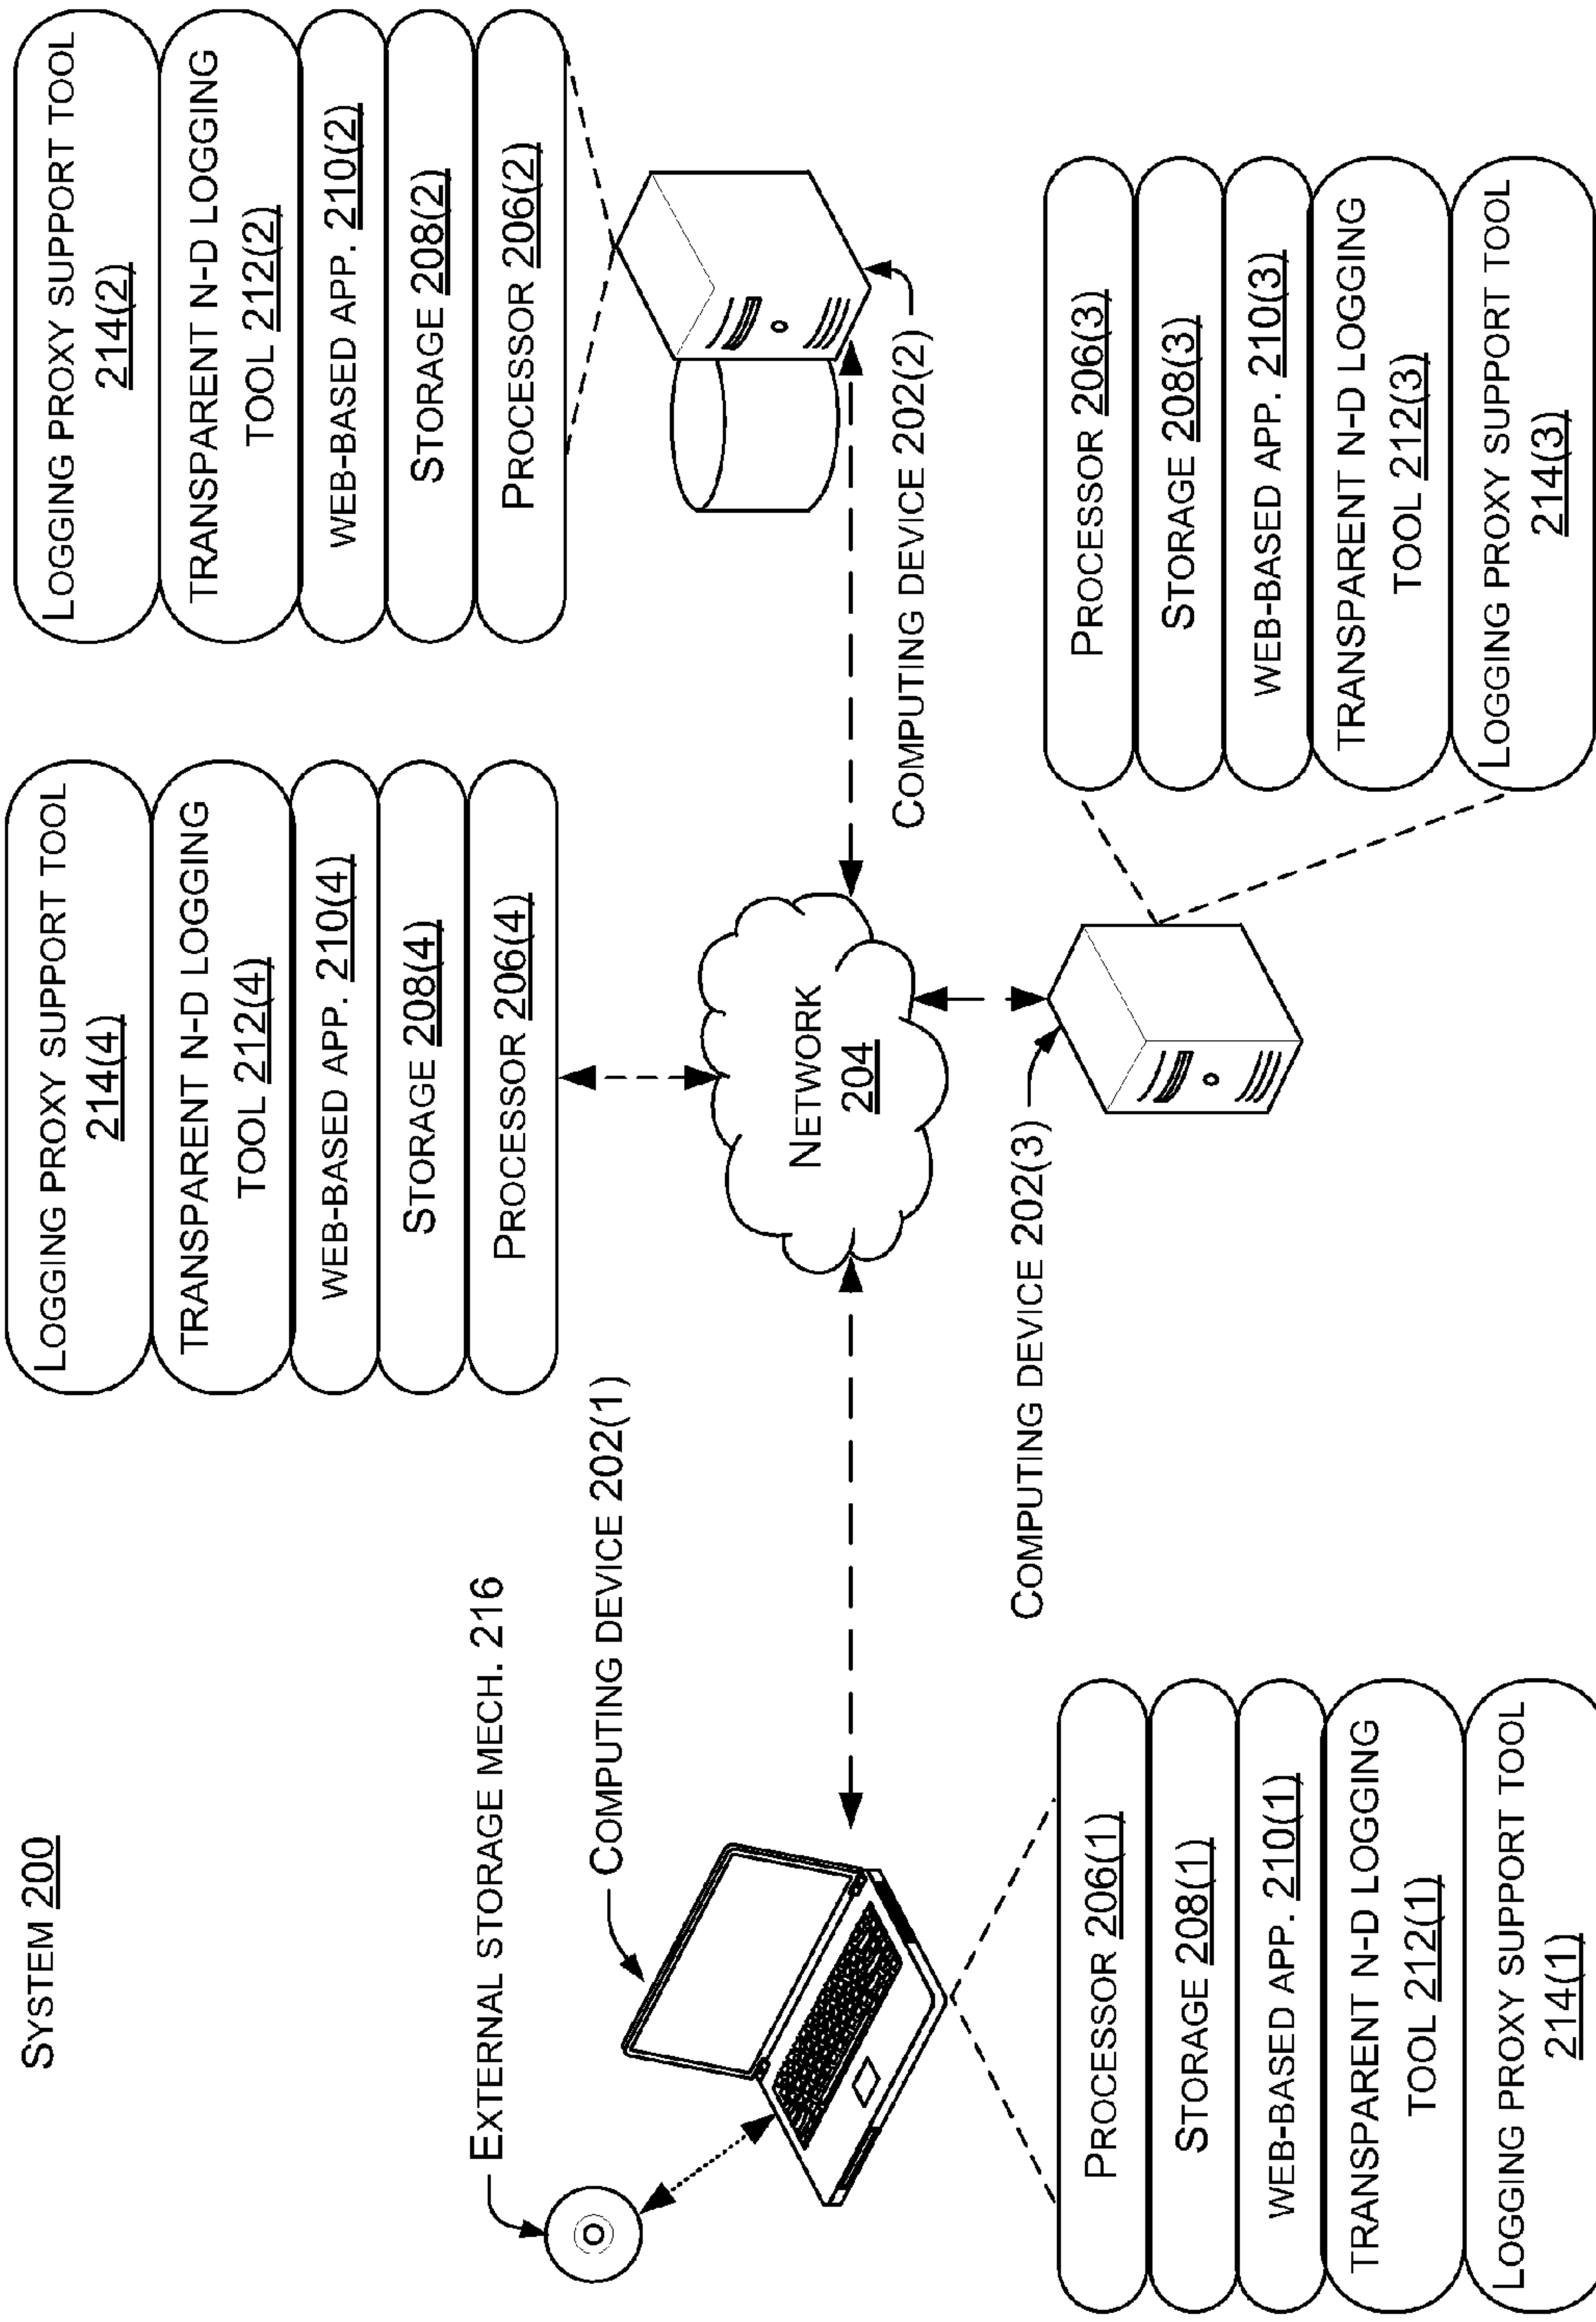 SYSTEM 200
EXTERNAL STORAGE MECH. 216
COMPUTING DEVICE 202(1)
PROCESSOR 206(1)
STORAGE 208(1)
WEB-BASED APP. 210(1)
TRANSPARENT N-D LOGGING
TOOL 212(1)
LOGGING PROXY SUPPORT TOOL
214(1)
LOGGING PROXY SUPPORT TOOL
214(4)
TRANSPARENT N-D LOGGING
TOOL 212(4)
WEB-BASED APP. 210(4)
STORAGE 208(4)
PROCESSOR 206(4)
NETWORK
204
COMPUTING DEVICE 202(3)
LOGGING PROXY SUPPORT TOOL
214(2)
TRANSPARENT N-D LOGGING
TOOL 212(2)
WEB-BASED APP. 210(2)
STORAGE 208(2)
PROCESSOR 206(2)
COMPUTING DEVICE 202(2)
PROCESSOR 206(3)
STORAGE 208(3)
WEB-BASED APP. 210(3)
TRANSPARENT N-D LOGGING
TOOL 212(3)
LOGGING PROXY SUPPORT TOOL
214(3)